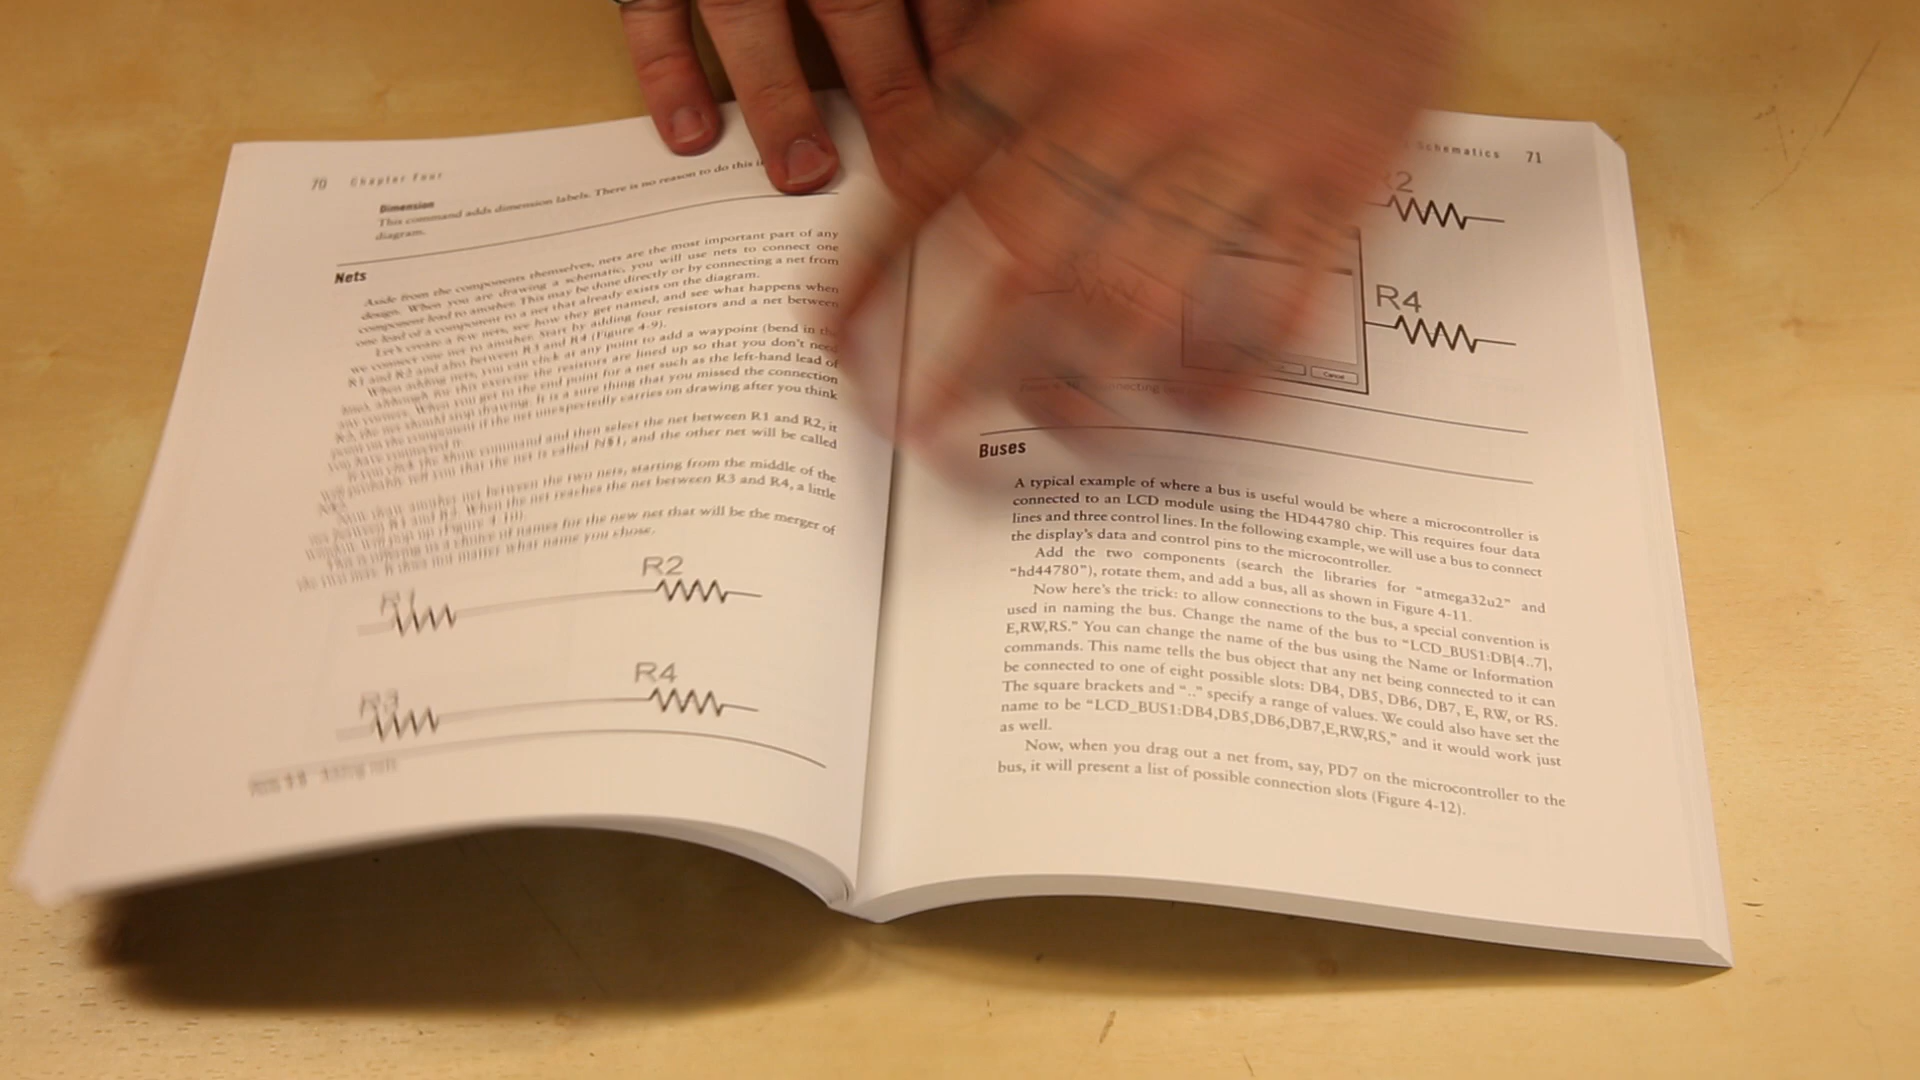 70 Chapter Four
Dimension
This command adds dimension labels. There is no reason to do this
diagram.
Nets
Aside from the components themselves, nets are the most important part of any
design. When you are drawing a schematic, you will use nets to connect one
component lead to another. This may be done directly or by connecting a net from
one lead of a component to a net that already exists on the diagram.
Let's create a few nets, see how they get named, and see what happens when
we connect one net to another. Start by adding four resistors and a net between
R1 and R2 and also between R3 and R4 (Figure 4-9).
When adding nets, you can click at any point to add a waypoint (bend in the
line), although for this exercise the resistors are lined up so that you don't need
any corners. When you get to the end point for a net such as the left-hand lead of
R2, the net should stop drawing. It is a sure thing that you missed the connection
point on the component if the net unexpectedly carries on drawing after you think
you have connected it.
If you click the Show command and then select the net between R1 and R2, it
will probably tell you that the net is called N$1, and the other net will be called
N$2.
Now draw another net between the two nets, starting from the middle of the
net between R1 and R2. When the net reaches the net between R3 and R4, a little
window will pop up (Figure 4-10).
This is offering us a choice of names for the new net that will be the merger of
the two nets. It does not matter what name you chose.
R1 R2
R3 R4
Adding nets
Schematics 71
R2
R4
Cancel
Connecting
Buses
A typical example of where a bus is useful would be where a microcontroller is
connected to an LCD module using the HD44780 chip. This requires four data
lines and three control lines. In the following example, we will use a bus to connect
the display's data and control pins to the microcontroller.
Add the two components (search the libraries for "atmega32u2" and
"hd44780"), rotate them, and add a bus, all as shown in Figure 4-11.
Now here's the trick: to allow connections to the bus, a special convention is
used in naming the bus. Change the name of the bus to "LCD_BUS1:DB[4..7],
E,RW,RS." You can change the name of the bus using the Name or Information
commands. This name tells the bus object that any net being connected to it can
be connected to one of eight possible slots: DB4, DB5, DB6, DB7, E, RW, or RS.
The square brackets and ".." specify a range of values. We could also have set the
name to be "LCD_BUS1:DB4,DB5,DB6,DB7,E,RW,RS," and it would work just
as well.
Now, when you drag out a net from, say, PD7 on the microcontroller to the
bus, it will present a list of possible connection slots (Figure 4-12).